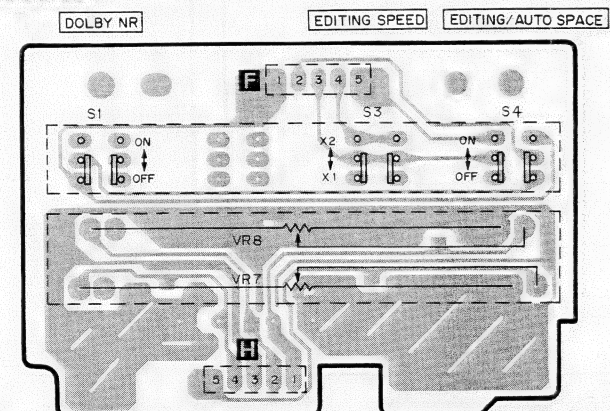 DOLBY NR EDITING SPEED EDITING/AUTO SPACE
F 1 2 3 4 5
S1 S3 S4
ON X2 ON
OFF X1 OFF
VR8
VR7
H
5 4 3 2 1